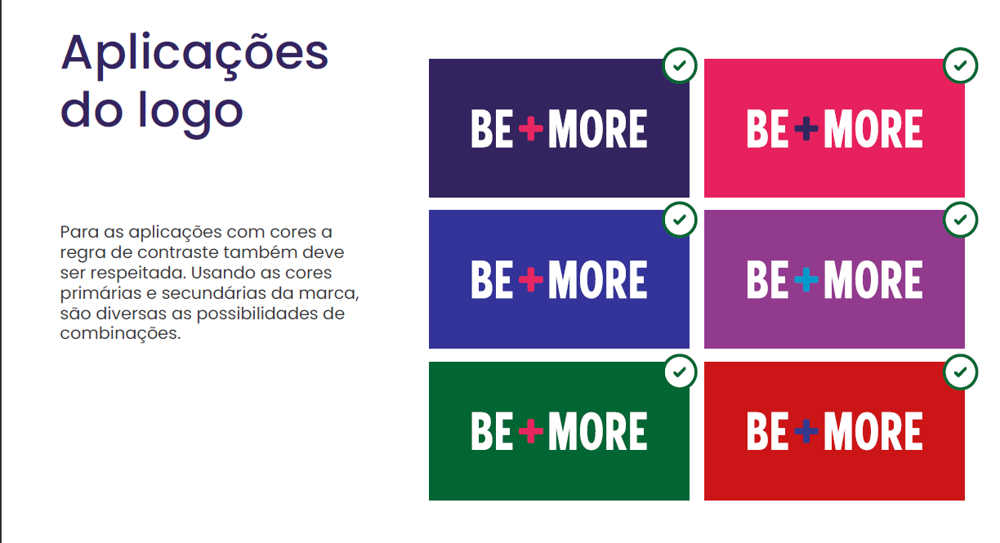 Aplicações
do logo
Para as aplicações com cores a
regra de contraste também deve
ser respeitada. Usando as cores
primárias e secundárias da marca,
são diversas as possibilidades de
combinações.
BE + MORE
BE + MORE
BE + MORE
BE + MORE
BE + MORE
BE + MORE